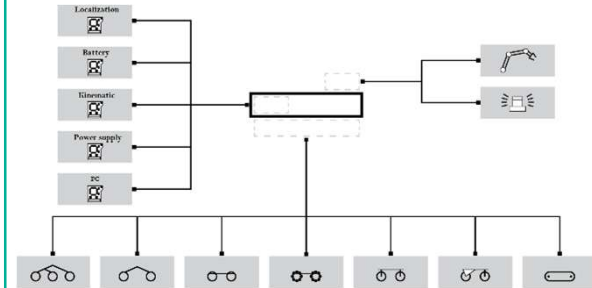 Localization
Battery
Kinematic
Power supply
PC